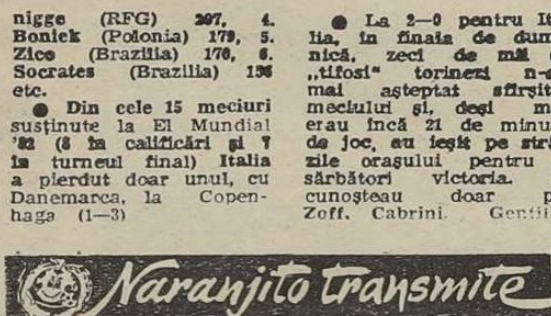 nigge (RFG) 207, 4.
Boniek (Polonia) 179, 5.
Zico (Brazilia) 170, 6.
Socrates (Brazilia) 156
etc.
● Din cele 15 meciuri
susținute la El Mundial
'82 (8 în calificări și 7
în turneul final) Italia
a pierdut doar unul, cu
Danemarca, la Copen-
haga (1—3)
● La 2—0 pentru It
lia, în finala de dum
nică, zeci de mii
„tifosi“ torinezi n-
mai așteptat sfîrșit
meciului și, deși m
erau încă 21 de minu
de joc, au ieșit pe str
zile orașului pentru
sărbători victoria.
cunoșteau doar p
Zoff, Cabrini, Gentil
Naranjito transmite